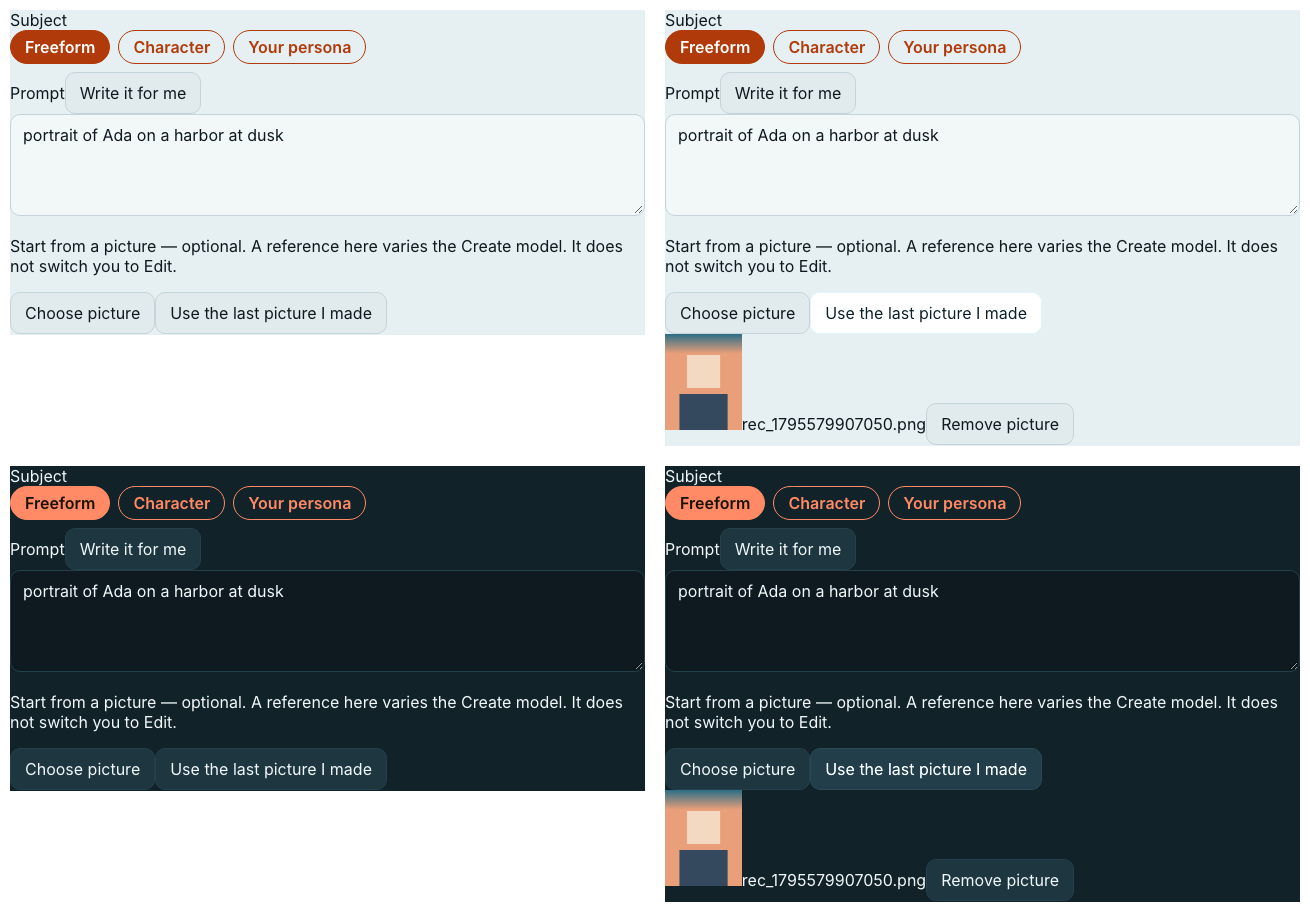 Subject
Freeform Character Your persona
Prompt Write it for me
portrait of Ada on a harbor at dusk
Start from a picture — optional. A reference here varies the Create model. It does
not switch you to Edit.
Choose picture Use the last picture I made
Subject
Freeform Character Your persona
Prompt Write it for me
portrait of Ada on a harbor at dusk
Start from a picture — optional. A reference here varies the Create model. It does
not switch you to Edit.
Choose picture Use the last picture I made
rec_1795579907050.png Remove picture
Subject
Freeform Character Your persona
Prompt Write it for me
portrait of Ada on a harbor at dusk
Start from a picture — optional. A reference here varies the Create model. It does
not switch you to Edit.
Choose picture Use the last picture I made
Subject
Freeform Character Your persona
Prompt Write it for me
portrait of Ada on a harbor at dusk
Start from a picture — optional. A reference here varies the Create model. It does
not switch you to Edit.
Choose picture Use the last picture I made
rec_1795579907050.png Remove picture